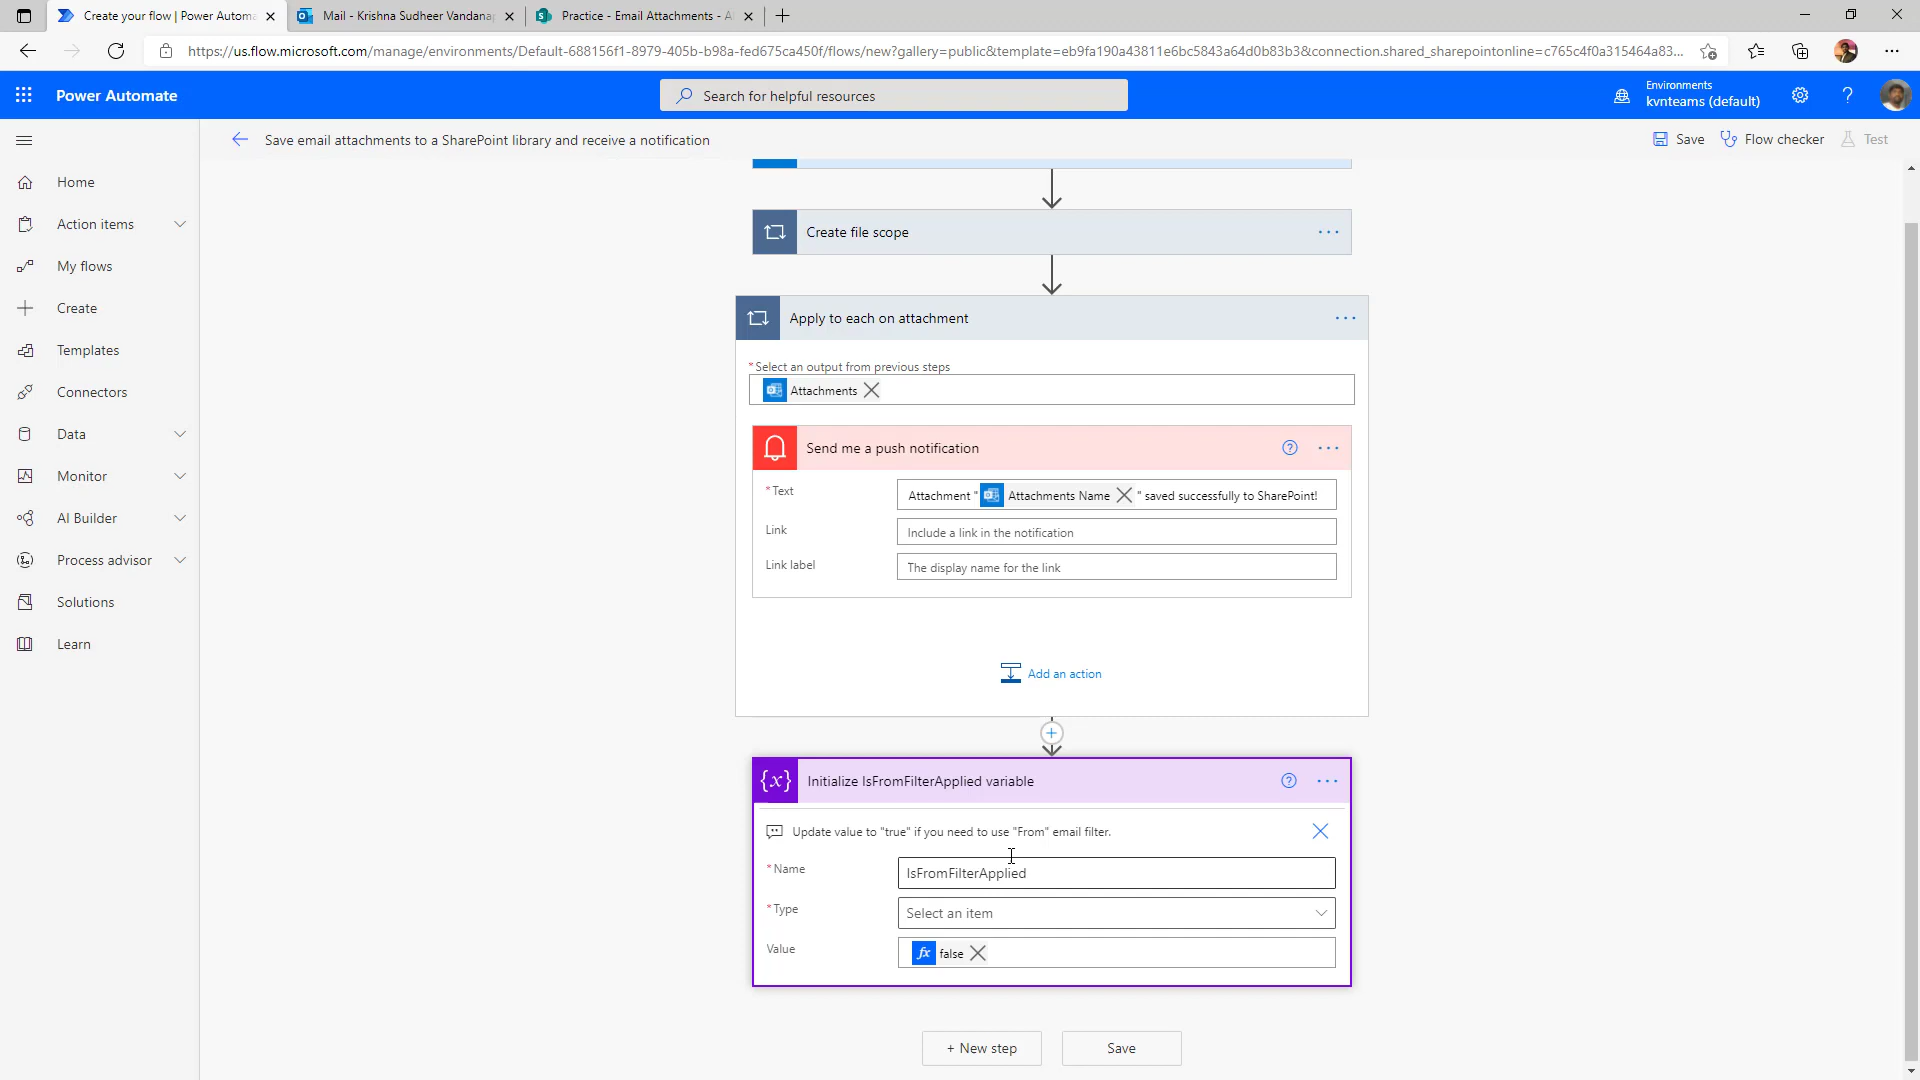 Create your flow | Power Automa
Mail - Krishna Sudheer Vandana
Practice - Email Attachments - A
https://us.flow.microsoft.com/manage/environments/Default-688156f1-8979-405b-b98a-fed675ca450f/flows/new?gallery=public&template=eb9fa190a43811e6bc5843a64d0b83b3&connection.shared_sharepointonline=c765c4f0a315464a83...
Power Automate
Search for helpful resources
Environments
kvnteams (default)
Save email attachments to a SharePoint library and receive a notification
Save
Flow checker
Test
Home
Action items
My flows
Create
Templates
Connectors
Data
Monitor
AI Builder
Process advisor
Solutions
Learn
Create file scope
Apply to each on attachment
* Select an output from previous steps
Attachments
Send me a push notification
* Text
Attachment " Attachments Name " saved successfully to SharePoint!
Link
Include a link in the notification
Link label
The display name for the link
Add an action
{x} Initialize IsFromFilterApplied variable
Update value to "true" if you need to use "From" email filter.
* Name
IsFromFilterApplied
* Type
Select an item
Value
fx false
+ New step
Save